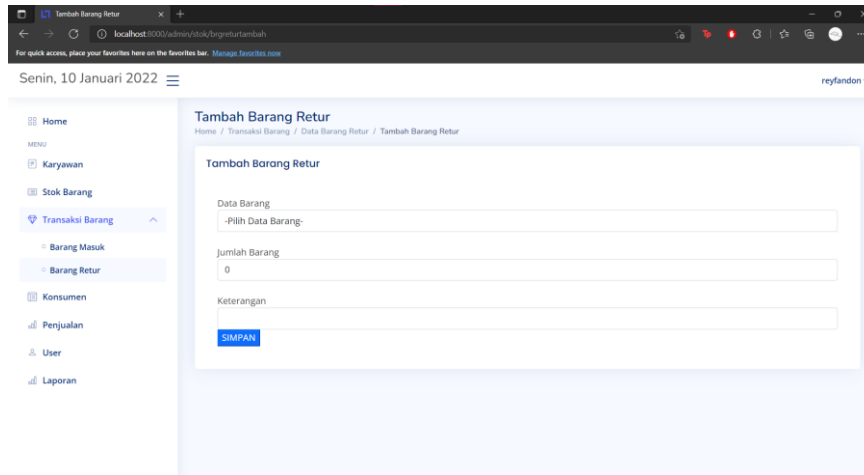 Tambah Barang Retur
localhost:8000/admin/stok/brgreturtambah
For quick access, place your favorites here on the favorites bar. Manage favorites now
Senin, 10 Januari 2022
reyfandon
Home
MENU
Karyawan
Stok Barang
Transaksi Barang
Barang Masuk
Barang Retur
Konsumen
Penjualan
User
Laporan
Tambah Barang Retur
Home / Transaksi Barang / Data Barang Retur / Tambah Barang Retur
Tambah Barang Retur
Data Barang
-Pilih Data Barang-
Jumlah Barang
0
Keterangan
SIMPAN